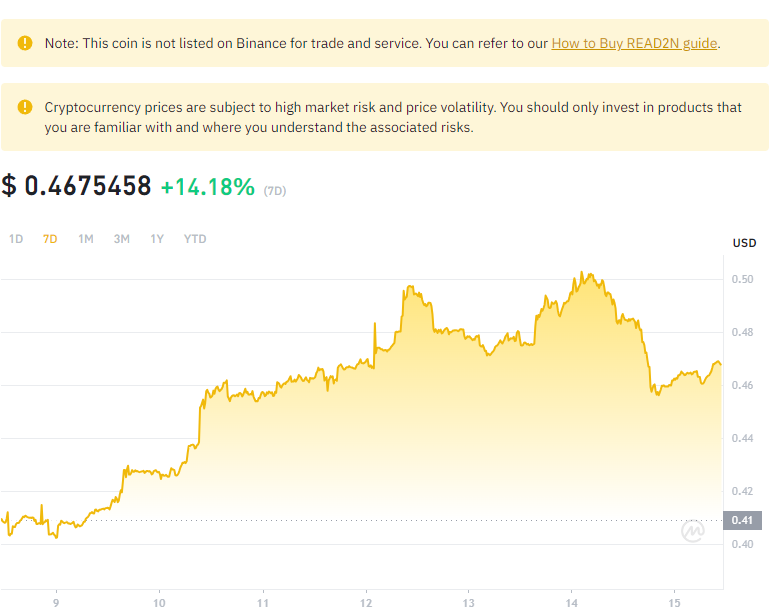 Note: This coin is not listed on Binance for trade and service. You can refer to our How to Buy READ2N guide.
Cryptocurrency prices are subject to high market risk and price volatility. You should only invest in products that
you are familiar with and where you understand the associated risks.
$ 0.4675458 +14.18% (7D)
1D 7D 1M 3M 1Y YTD
USD
0.50
0.48
0.46
0.44
0.42
0.41
0.40
9 10 11 12 13 14 15